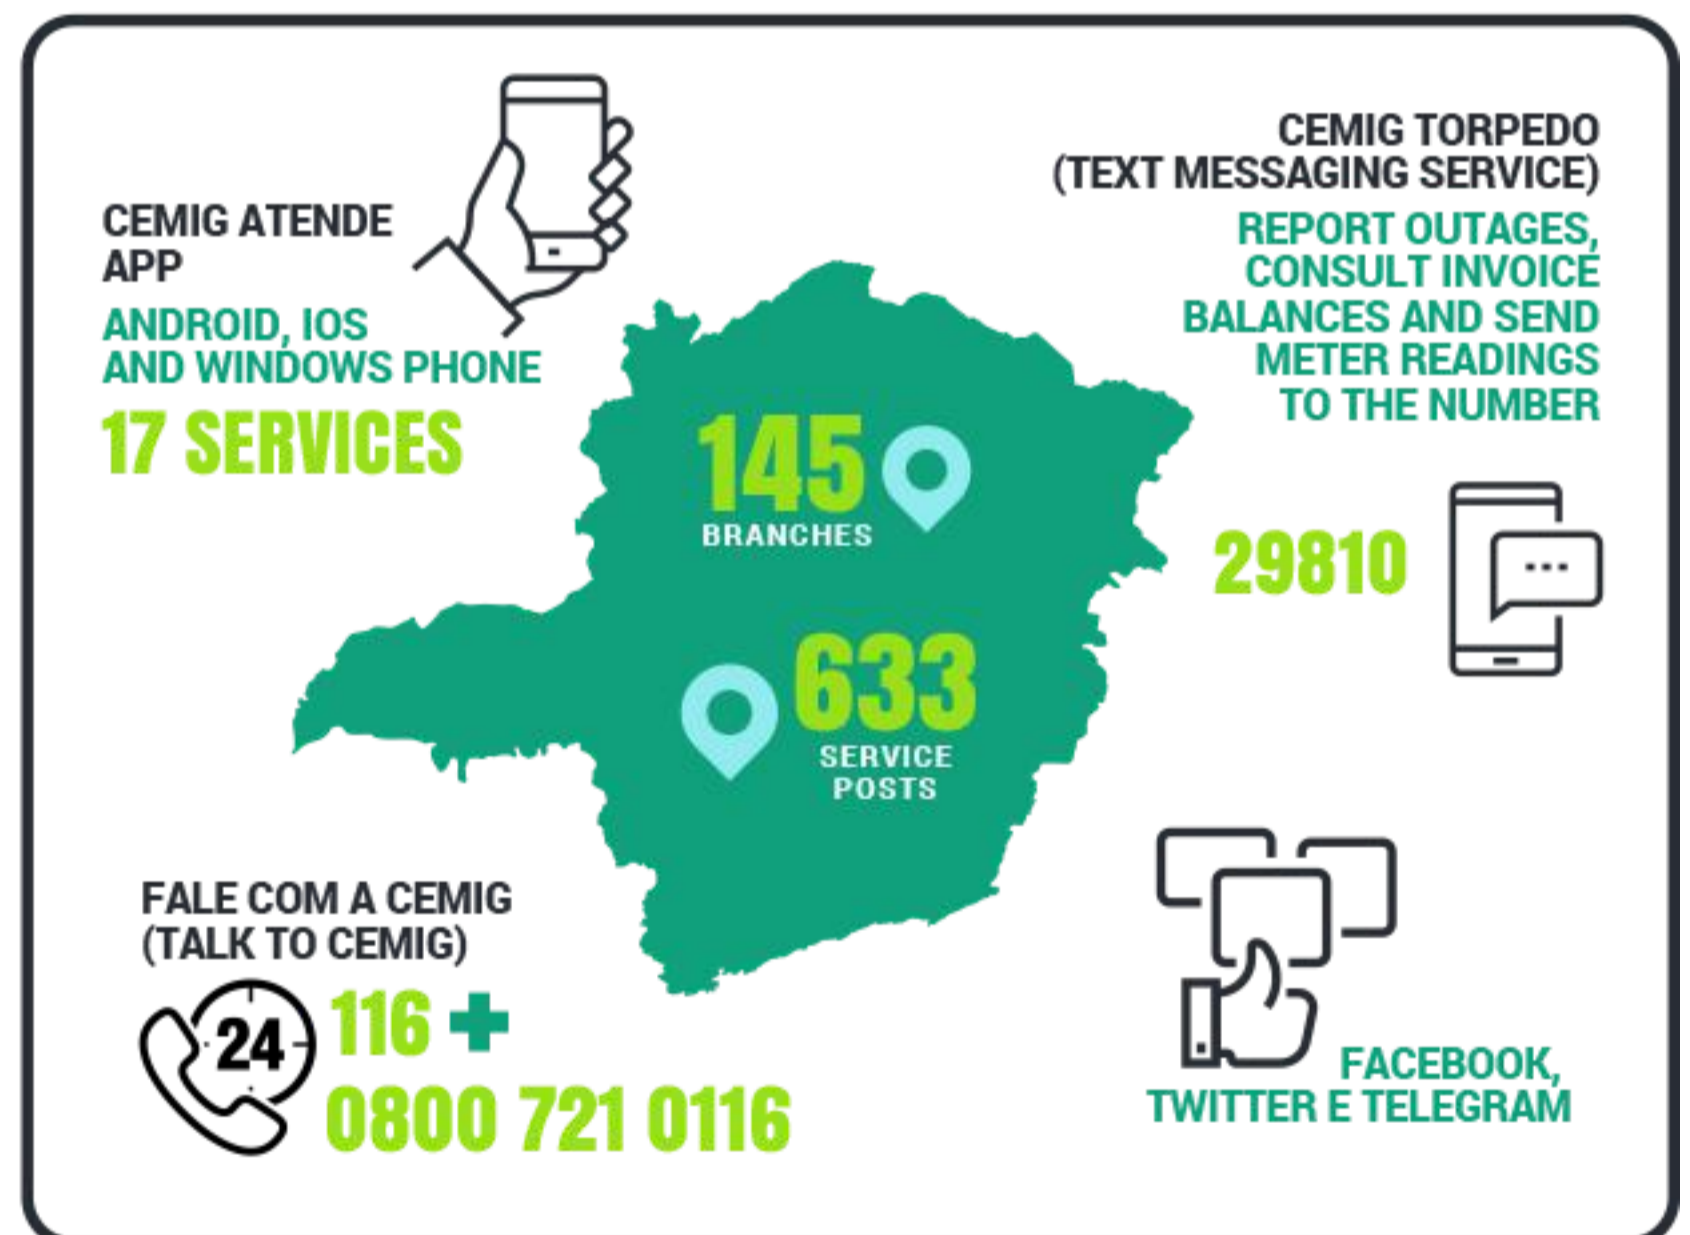 CEMIG ATENDE
APP
ANDROID, IOS
AND WINDOWS PHONE
17 SERVICES
CEMIG TORPEDO
(TEXT MESSAGING SERVICE)
REPORT OUTAGES,
CONSULT INVOICE
BALANCES AND SEND
METER READINGS
TO THE NUMBER
29810
145
BRANCHES
633
SERVICE
POSTS
FALE COM A CEMIG
(TALK TO CEMIG)
24
116 +
0800 721 0116
FACEBOOK,
TWITTER E TELEGRAM